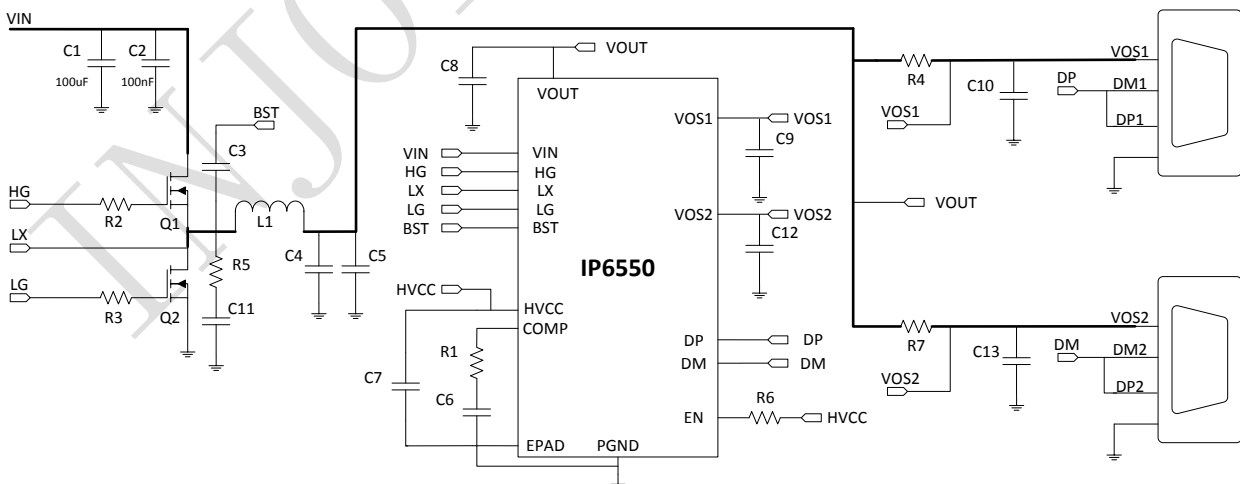 VIN
C1
100uF
C2
100nF
BST
C3
HG
R2
Q1
LX
L1
LG
R3
Q2
R5
C11
C4
C5
C8
VOUT
VOUT
VOS1
VOS1
C9
VIN
VIN
HG
HG
LX
LX
LG
LG
BST
BST
VOS2
VOS2
C12
IP6550
HVCC
HVCC
COMP
R1
C7
C6
DP
DP
DM
DM
EN
R6
HVCC
EPAD
PGND
R4
VOS1
C10
VOS1
DP
DM1
DP1
VOUT
R7
VOS2
C13
VOS2
DM
DM2
DP2
INJO